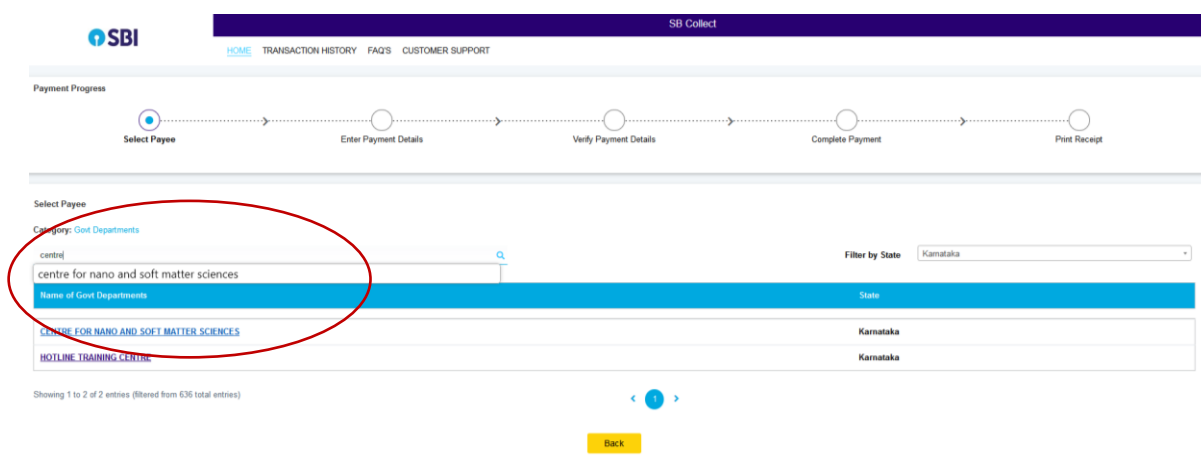 SBI
SB Collect
HOME TRANSACTION HISTORY FAQ'S CUSTOMER SUPPORT
Payment Progress
Select Payee Enter Payment Details Verify Payment Details Complete Payment Print Receipt
Select Payee
Category: Govt Departments
centre Filter by State Karnataka
centre for nano and soft matter sciences
Name of Govt Departments State
CENTRE FOR NANO AND SOFT MATTER SCIENCES Karnataka
HOTLINE TRAINING CENTRE Karnataka
Showing 1 to 2 of 2 entries (filtered from 636 total entries) < 1 >
Back